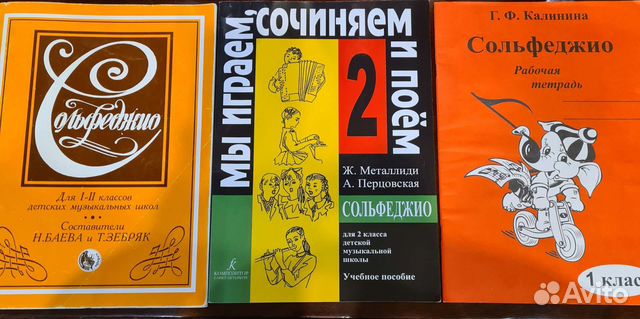 Сольфеджио
Для I-II классов
детских музыкальных школ
Составители
Н.БАЕВА и Т.ЗЕБРЯК
МЫ ИГРАЕМ,
СОЧИНЯЕМ
И ПОЁМ
2
Ж. Металлиди
А. Перцовская
СОЛЬФЕДЖИО
для 2 класса
детской
музыкальной
школы
Учебное пособие
КОМПОЗИТОР
САНКТ-ПЕТЕРБУРГ
Г. Ф. Калинина
Сольфеджио
Рабочая
тетрадь
1 клас
Avito